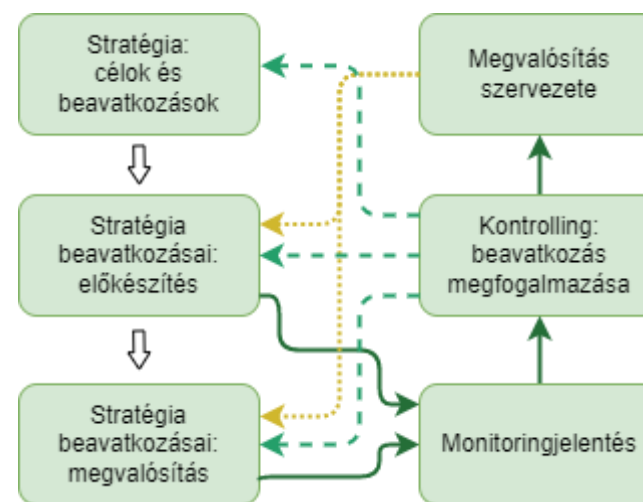 Stratégia:
célok és
beavatkozások
Megvalósítás
szervezete
Stratégia
beavatkozásai:
előkészítés
Kontrolling:
beavatkozás
megfogalmazása
Stratégia
beavatkozásai:
megvalósítás
Monitoringjelentés